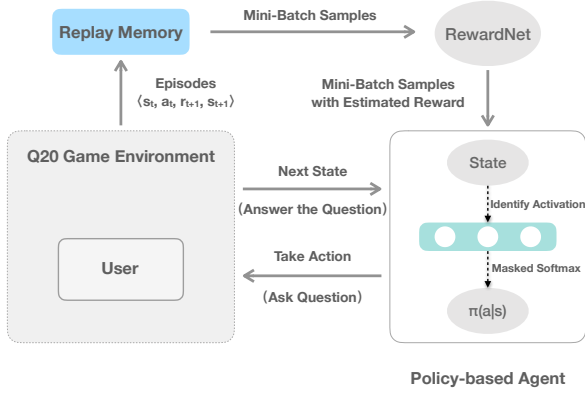 Mini-Batch Samples
Replay Memory
RewardNet
Episodes
⟨st, at, rt+1, st+1⟩
Mini-Batch Samples
with Estimated Reward
Q20 Game Environment
Next State
(Answer the Question)
User
Take Action
(Ask Question)
State
Identify Activation
Masked Softmax
π(a|s)
Policy-based Agent